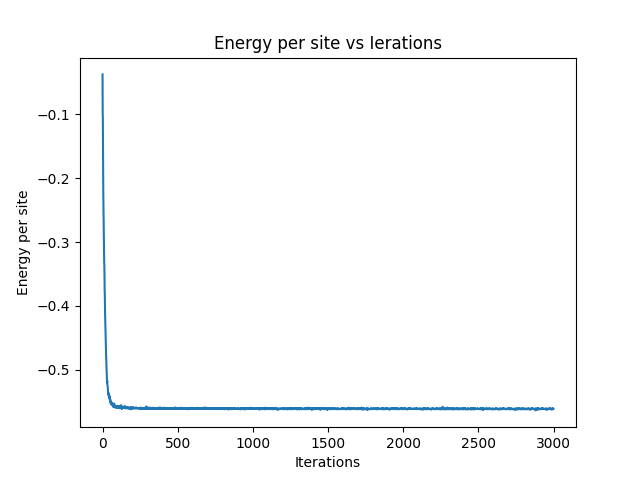 Energy per site vs Ierations
−0.1
−0.2
−0.3
−0.4
−0.5
Energy per site
0 500 1000 1500 2000 2500 3000
Iterations